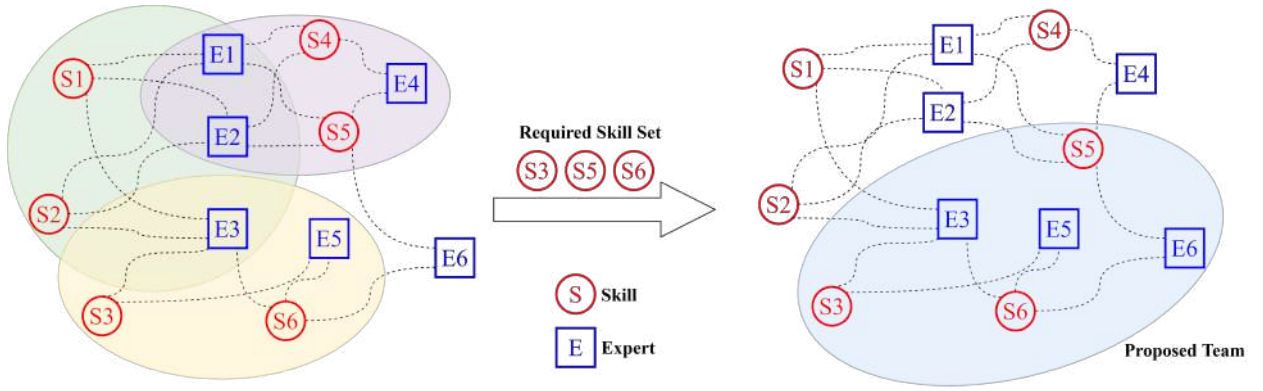 S1
E1
S4
E4
E2
S5
S2
E3
E5
E6
S3
S6
Required Skill Set
S3 S5 S6
S Skill
E Expert
S1
E1
S4
E4
E2
S5
S2
E3
E5
E6
S3
S6
Proposed Team